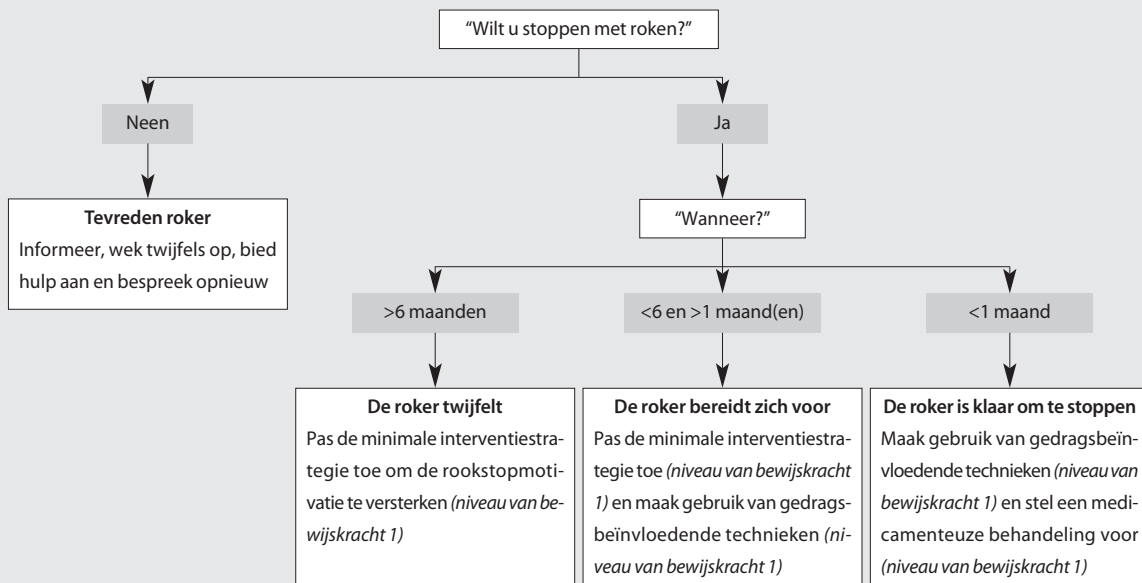 “Wilt u stoppen met roken?”
Neen
Ja
Tevreden roker
Informeer, wek twijfels op, bied
hulp aan en bespreek opnieuw
“Wanneer?”
>6 maanden
<6 en >1 maand(en)
<1 maand
De roker twijfelt
Pas de minimale interventiestra-
tegie toe om de rookstopmoti-
vatie te versterken (niveau van be-
wijskracht 1)
De roker bereidt zich voor
Pas de minimale interventiestra-
tegie toe (niveau van bewijskracht
1) en maak gebruik van gedrags-
beïnvloedende technieken (ni-
veau van bewijskracht 1)
De roker is klaar om te stoppen
Maak gebruik van gedragsbeïn-
vloedende technieken (niveau van
bewijskracht 1) en stel een medi-
camenteuze behandeling voor
(niveau van bewijskracht 1)